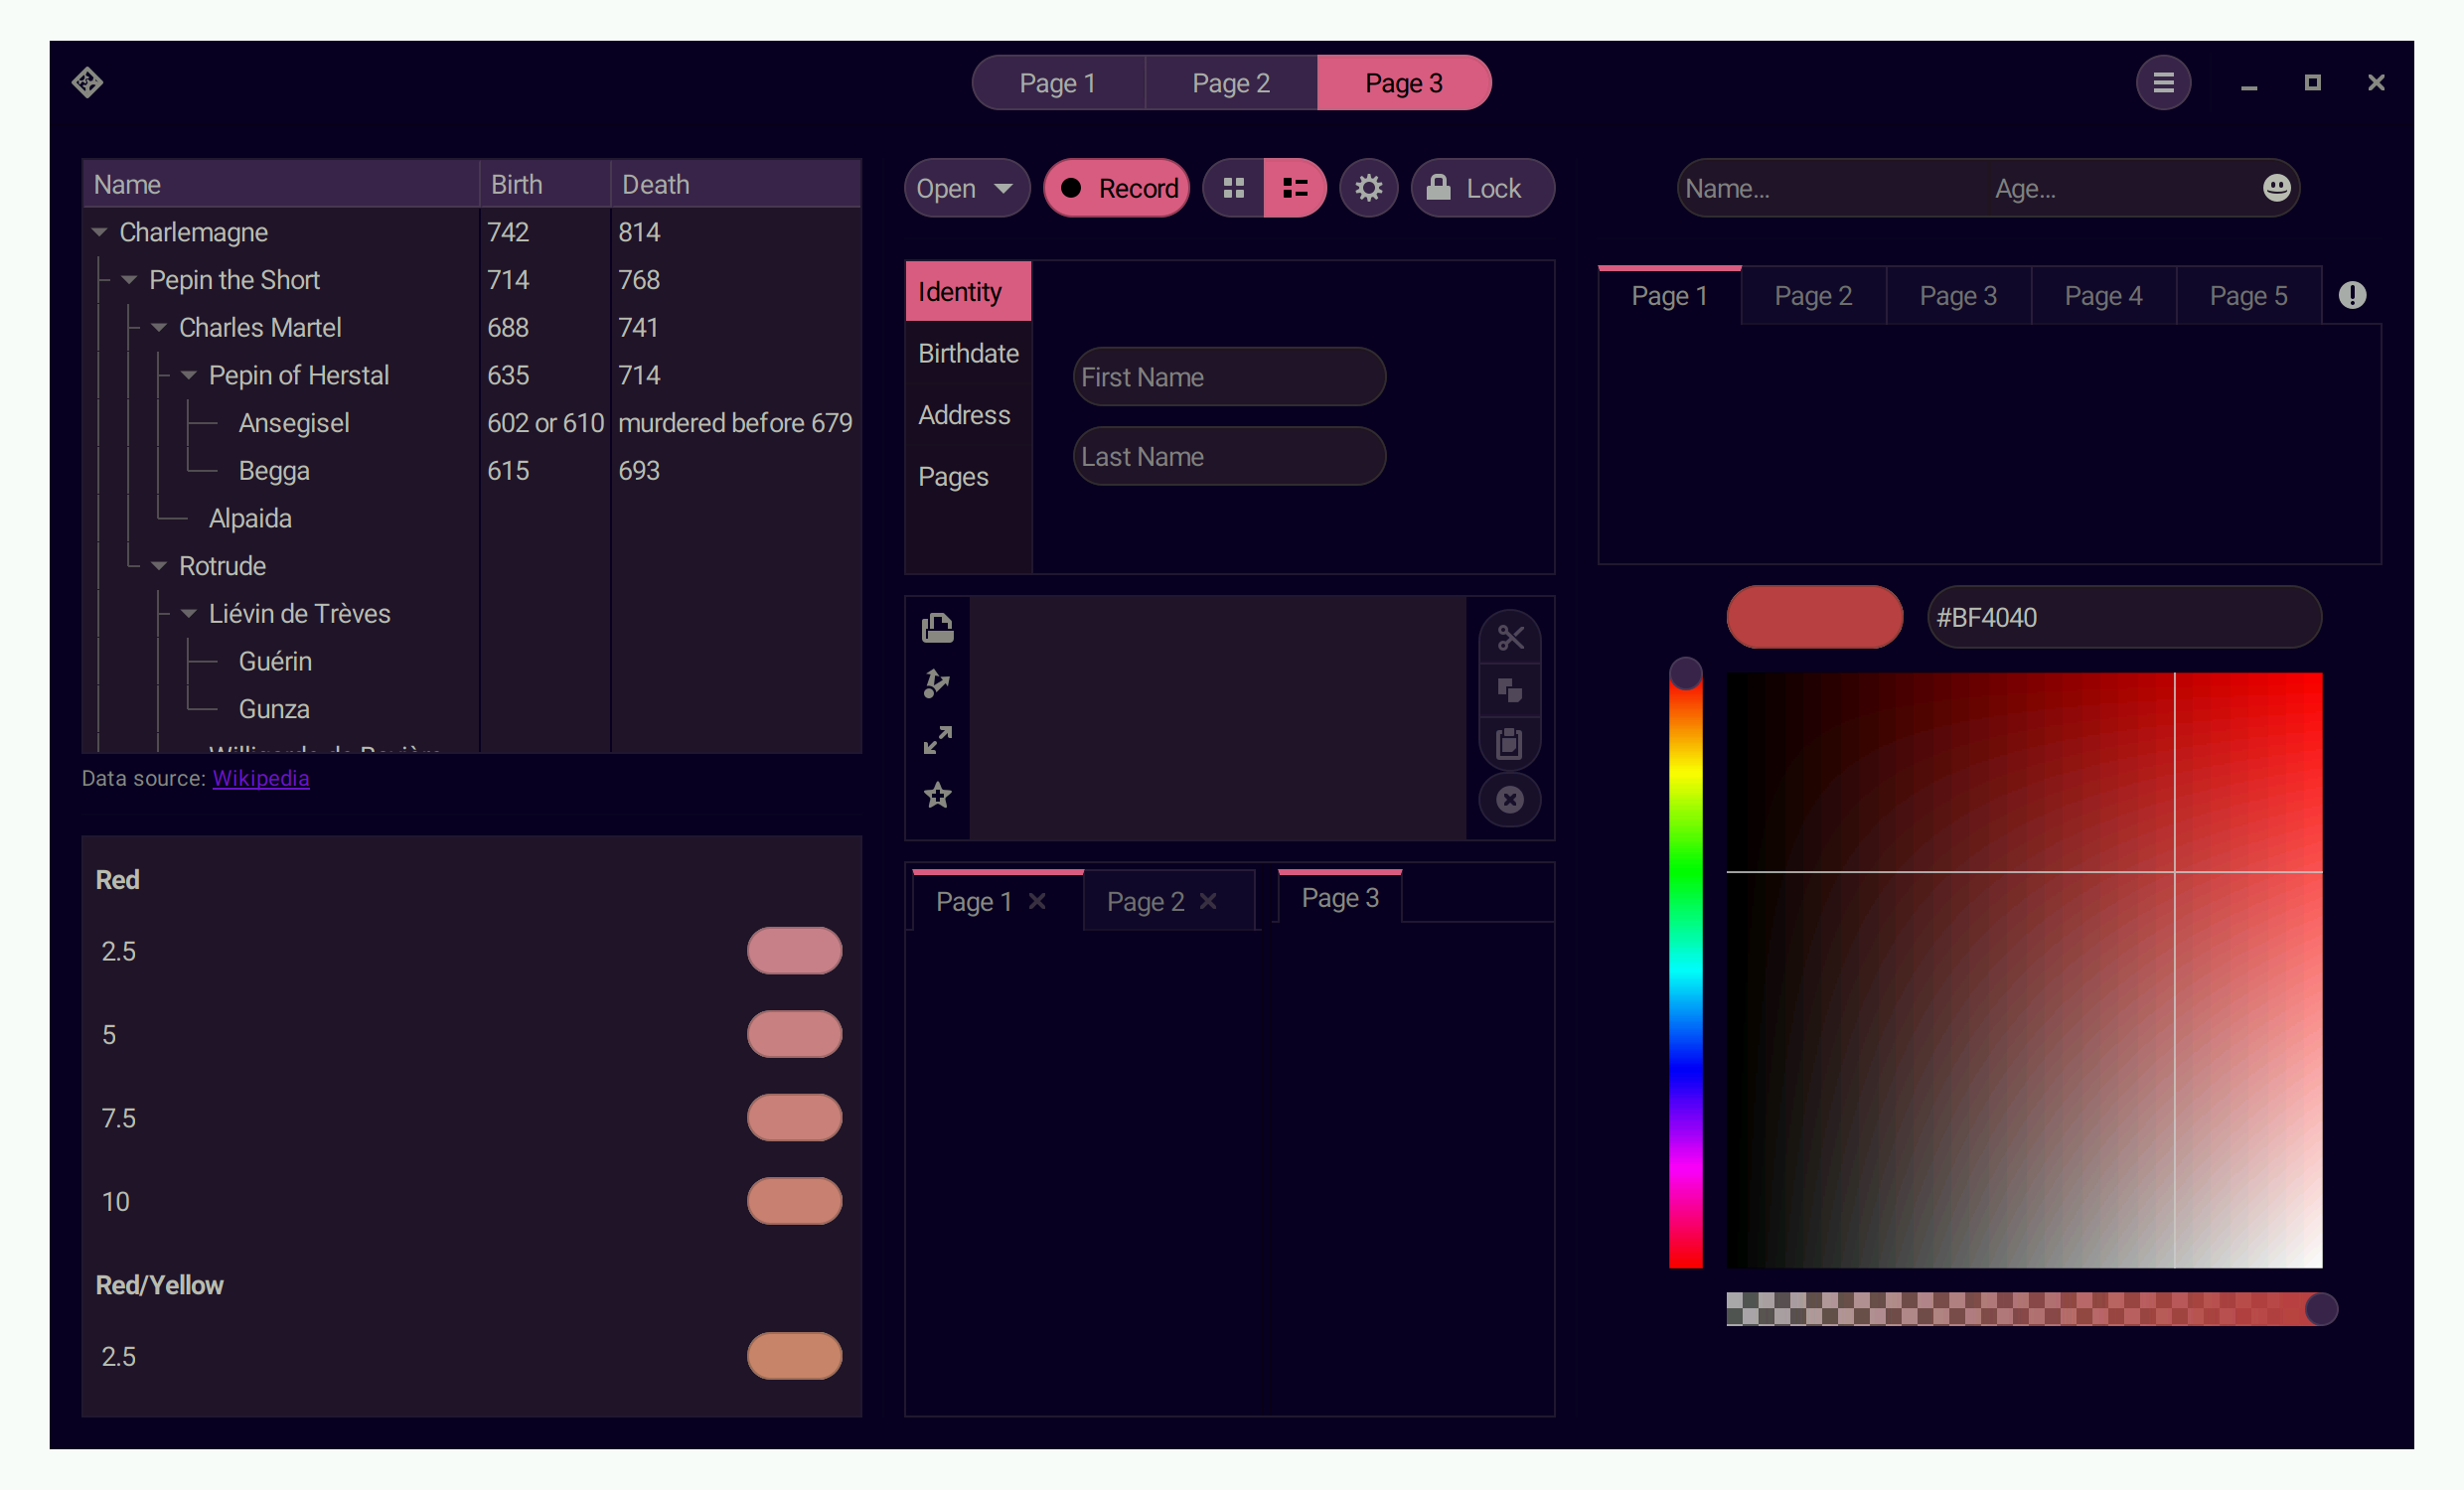 Page 1 Page 2 Page 3
Name Birth Death
Charlemagne 742 814
Pepin the Short 714 768
Charles Martel 688 741
Pepin of Herstal 635 714
Ansegisel 602 or 610 murdered before 679
Begga 615 693
Alpaida
Rotrude
Liévin de Trèves
Guérin
Gunza
Data source: Wikipedia
Red
2.5
5
7.5
10
Red/Yellow
2.5
Open Record Lock
Identity
Birthdate
Address
Pages
First Name
Last Name
Page 1 Page 2 Page 3
Name... Age...
Page 1 Page 2 Page 3 Page 4 Page 5
#BF4040